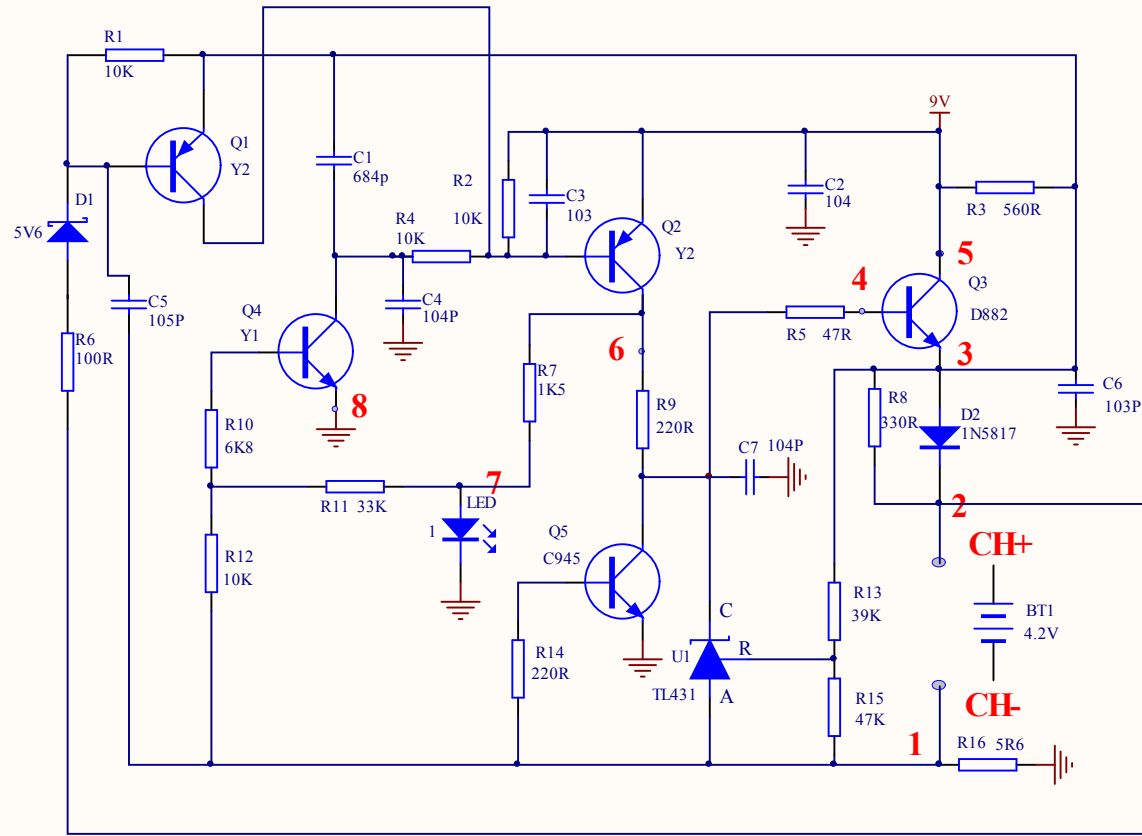 R1
10K
Q1
Y2
D1
5V6
C5
105P
R6
100R
C1
684p
R4
10K
R2
10K
C3
103
C4
104P
Q2
Y2
9V
C2
104
R3 560R
5
4
Q3
D882
R5 47R
3
Q4
Y1
8
6
R7
1K5
R9
220R
R8
330R
D2
1N5817
C6
103P
R10
6K8
R11 33K
7
LED
1
C7 104P
2
CH+
BT1
4.2V
CH-
R12
10K
Q5
C945
R14
220R
C
U1
R
TL431
A
R13
39K
R15
47K
1
R16 5R6